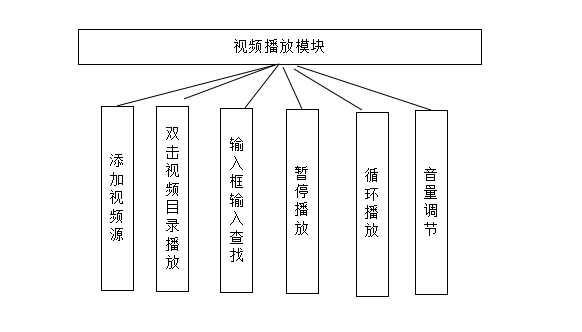 视频播放模块
添加视频源
双击视频目录播放
输入框输入查找
暂停播放
循环播放
音量调节